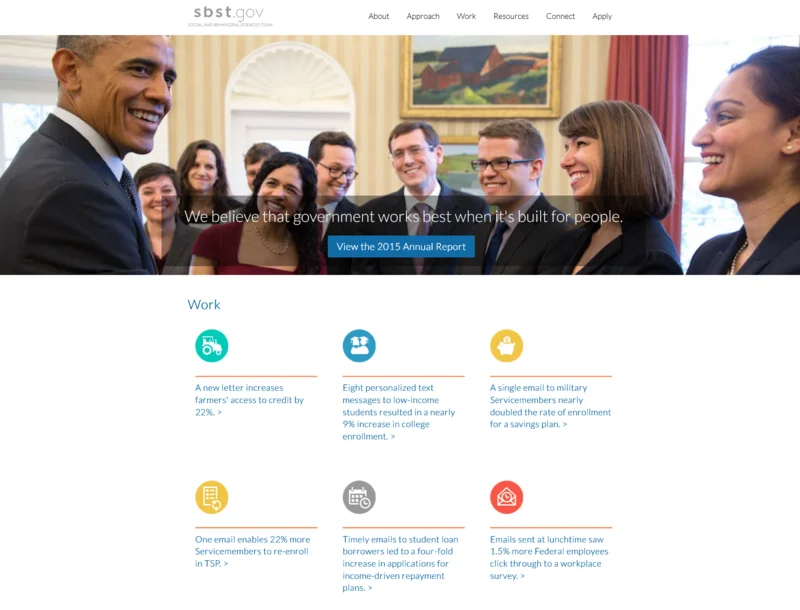 sbst.gov
SOCIAL AND BEHAVIORAL SCIENCES TEAM
About Approach Work Resources Connect Apply
We believe that government works best when it's built for people.
View the 2015 Annual Report
Work
A new letter increases
farmers' access to credit by
22%. >
Eight personalized text
messages to low-income
students resulted in a nearly
9% increase in college
enrollment. >
A single email to military
Servicemembers nearly
doubled the rate of enrollment
for a savings plan. >
One email enables 22% more
Servicemembers to re-enroll
in TSP. >
Timely emails to student loan
borrowers led to a four-fold
increase in applications for
income-driven repayment
plans. >
Emails sent at lunchtime saw
1.5% more Federal employees
click through to a workplace
survey. >